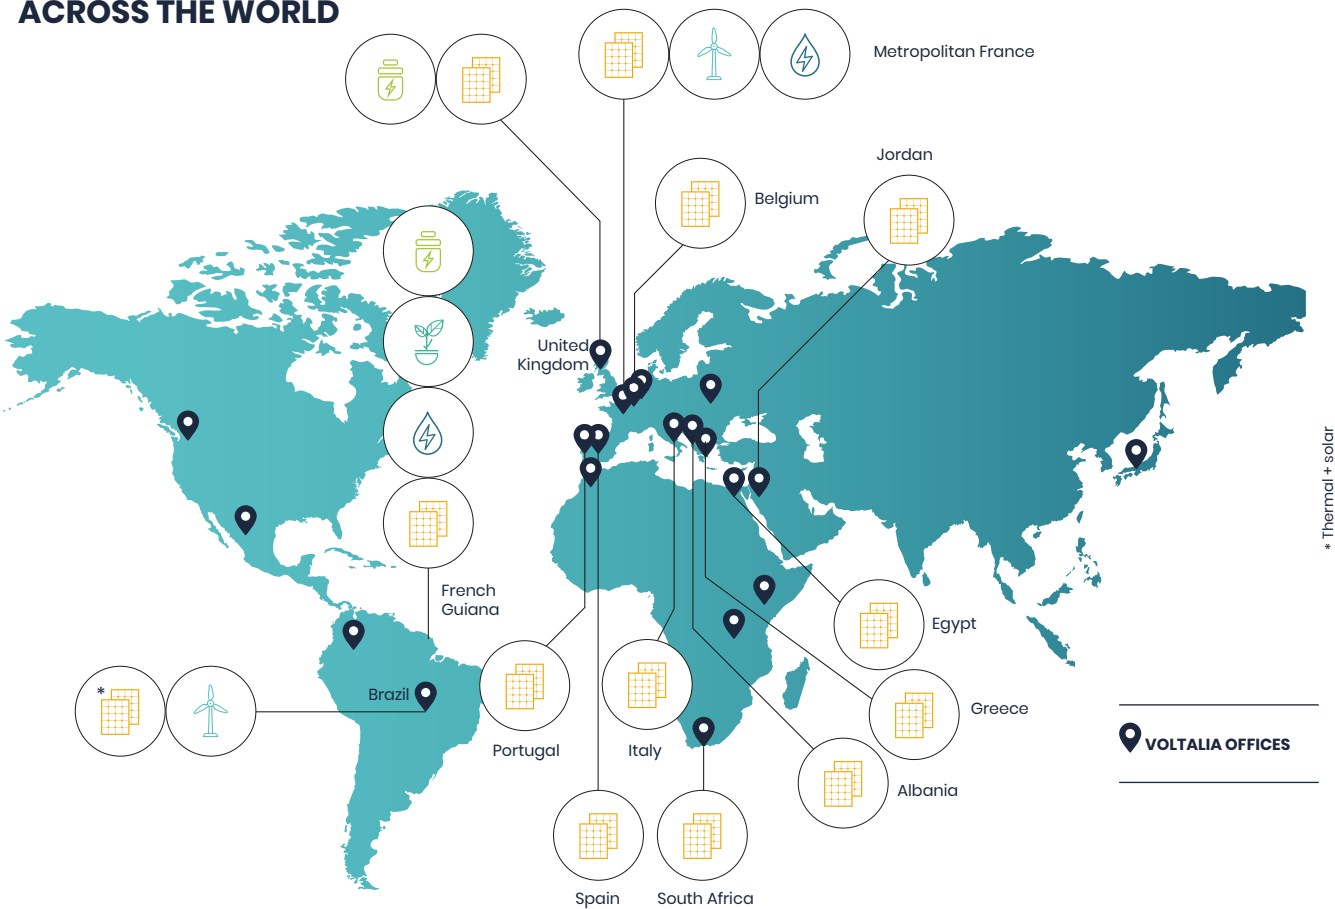 ACROSS THE WORLD
Metropolitan France
Jordan
Belgium
United
Kingdom
* Thermal + solar
French
Guiana
Egypt
*
Brazil
Greece
Portugal
Italy
VOLTALIA OFFICES
Albania
Spain
South Africa